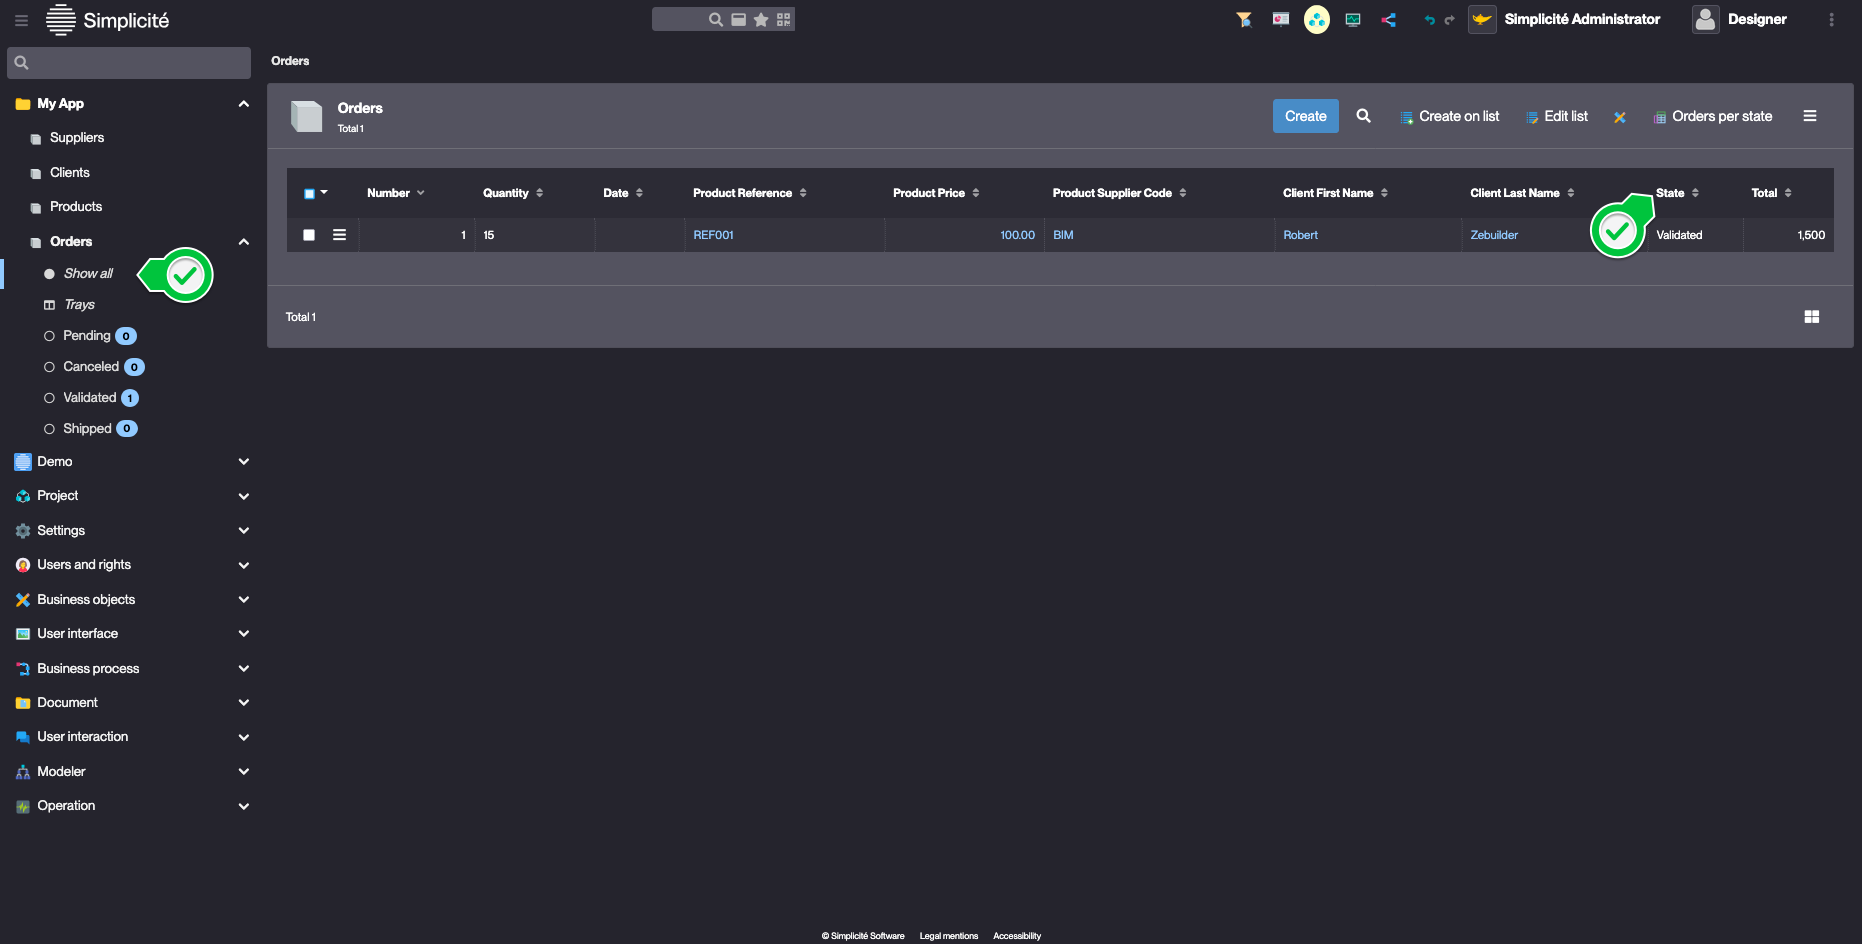 Simplicité
Simplicité Administrator
Designer
My App
Suppliers
Clients
Products
Orders
Show all
Trays
Pending 0
Canceled 0
Validated 1
Shipped 0
Demo
Project
Settings
Users and rights
Business objects
User interface
Business process
Document
User interaction
Modeler
Operation
Orders
Orders
Total 1
Create
Create on list
Edit list
Orders per state
Number Quantity Date Product Reference Product Price Product Supplier Code Client First Name Client Last Name State Total
1 15 REF001 100.00 BIM Robert Zebuilder Validated 1,500
Total 1
© Simplicité Software Legal mentions Accessibility